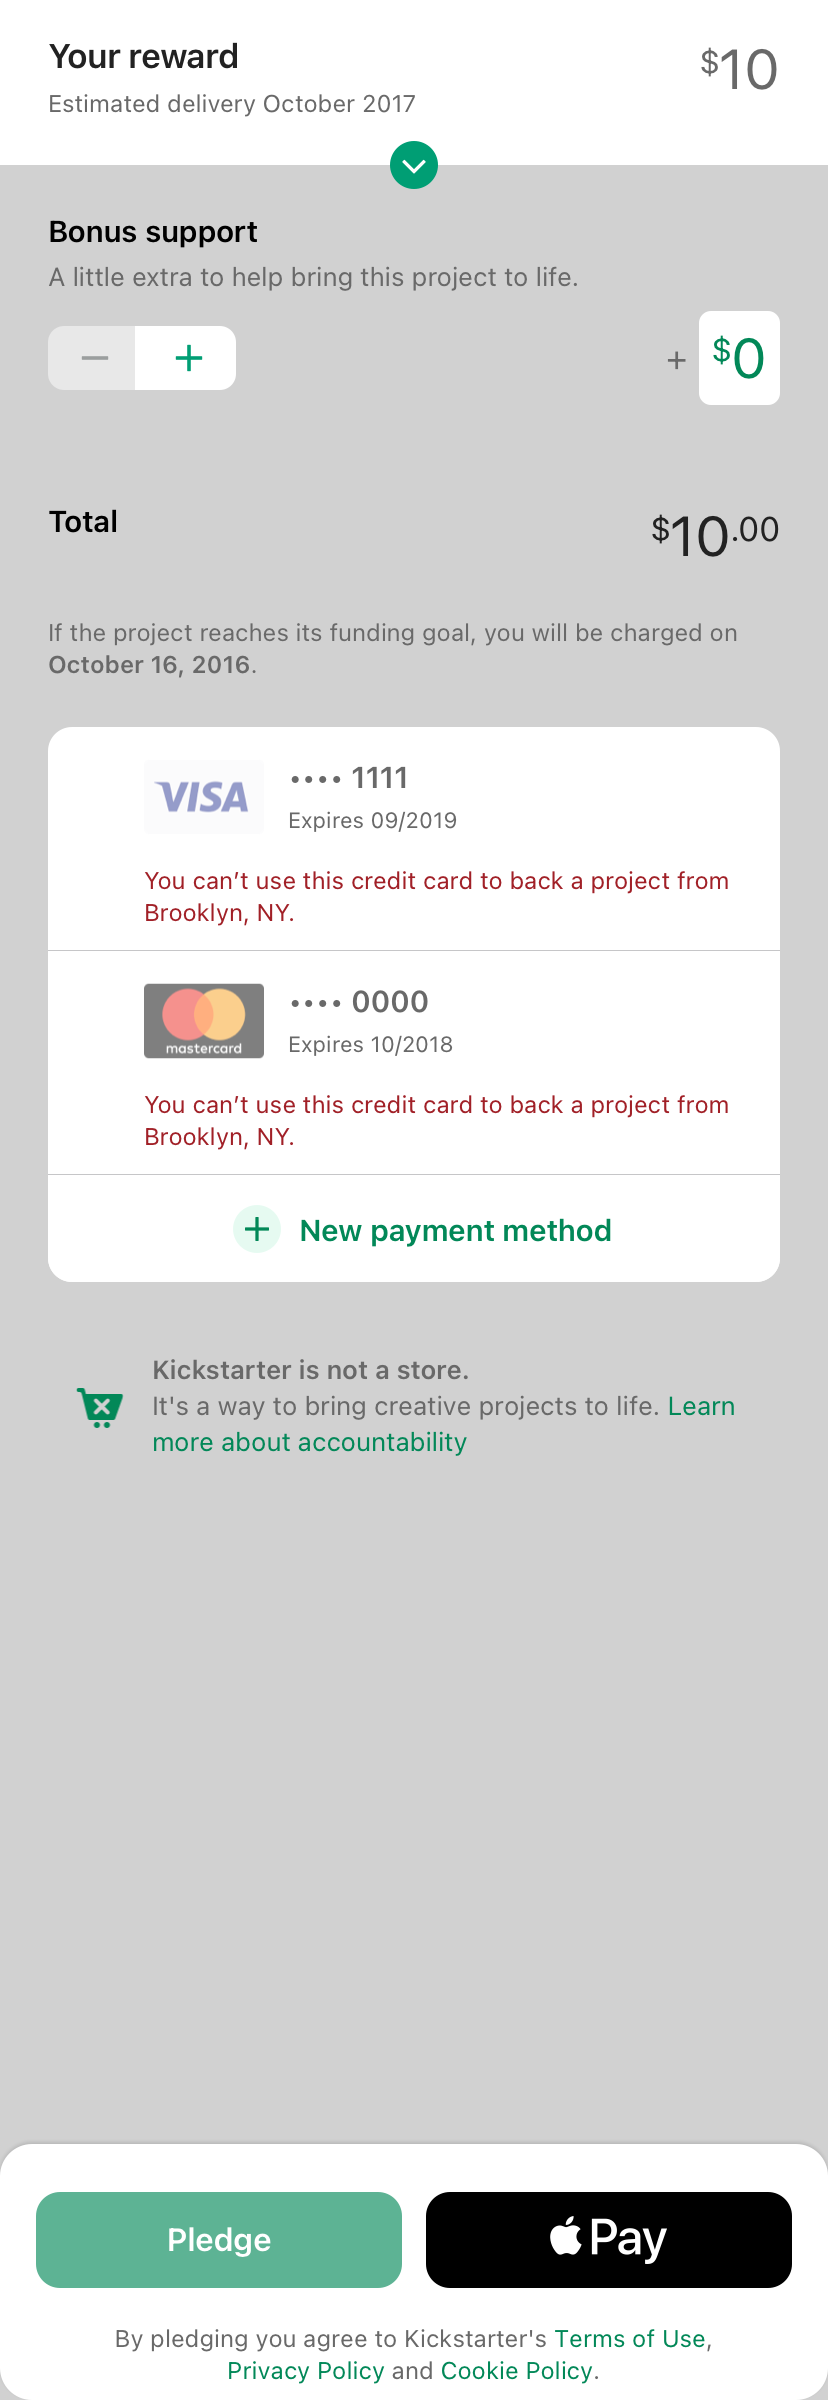 Your reward
$10
Estimated delivery October 2017
Bonus support
A little extra to help bring this project to life.
− +
+ $0
Total
$10.00
If the project reaches its funding goal, you will be charged on
October 16, 2016.
VISA
•••• 1111
Expires 09/2019
You can’t use this credit card to back a project from
Brooklyn, NY.
mastercard
•••• 0000
Expires 10/2018
You can’t use this credit card to back a project from
Brooklyn, NY.
+ New payment method
Kickstarter is not a store.
It's a way to bring creative projects to life. Learn
more about accountability
Pledge
Pay
By pledging you agree to Kickstarter's Terms of Use,
Privacy Policy and Cookie Policy.